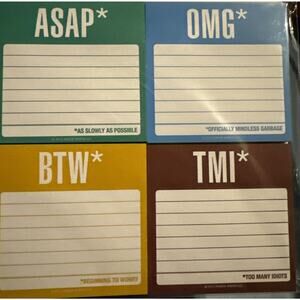 ASAP*
*AS SLOWLY AS POSSIBLE
OMG*
*OFFICIALLY MINDLESS GARBAGE
BTW*
*BEGINNING TO WORRY
TMI*
*TOO MANY IDIOTS